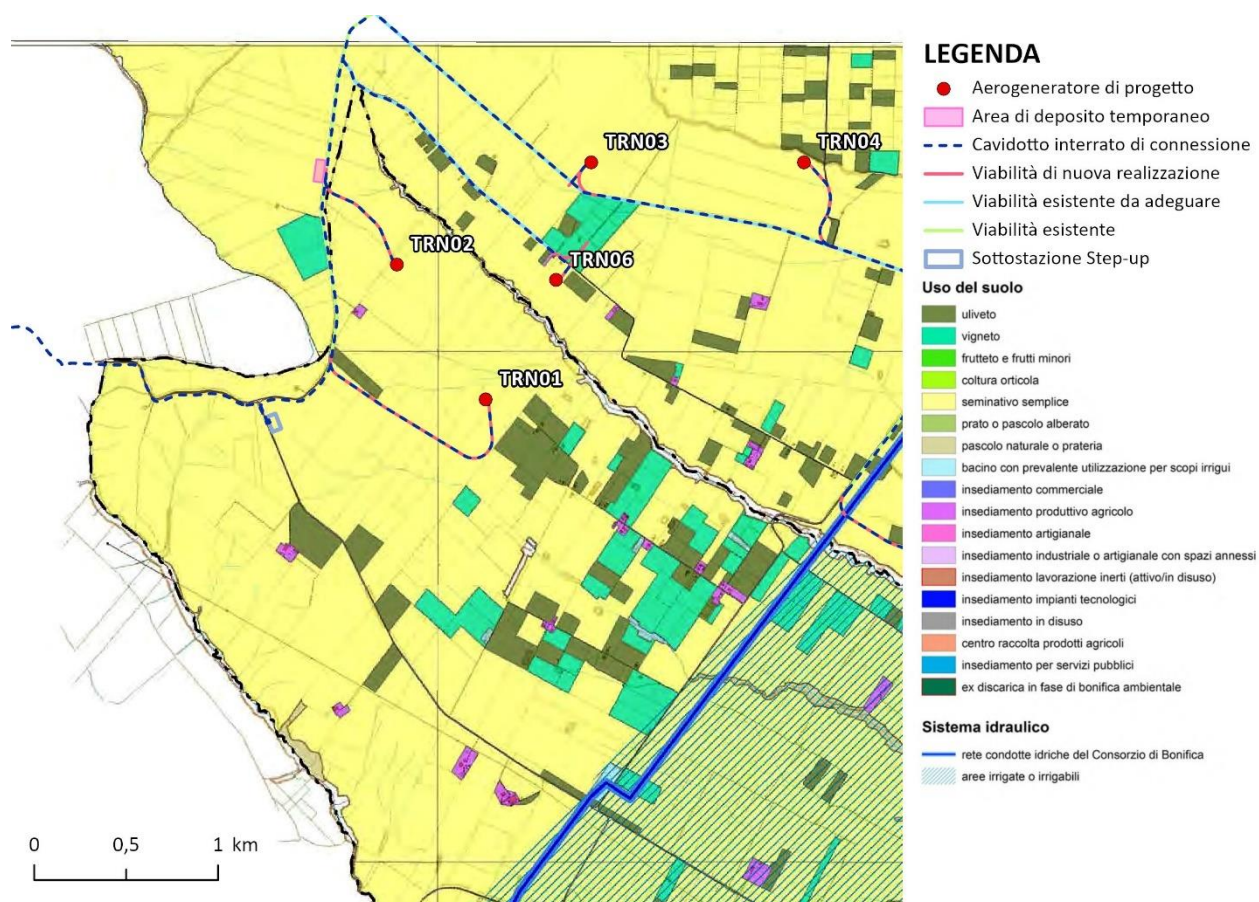 TRN03
TRN04
TRN02
TRN06
TRN01
0 0,5 1 km
LEGENDA
Aerogeneratore di progetto
Area di deposito temporaneo
Cavidotto interrato di connessione
Viabilità di nuova realizzazione
Viabilità esistente da adeguare
Viabilità esistente
Sottostazione Step-up
Uso del suolo
uliveto
vigneto
frutteto e frutti minori
coltura orticola
seminativo semplice
prato o pascolo alberato
pascolo naturale o prateria
bacino con prevalente utilizzazione per scopi irrigui
insediamento commerciale
insediamento produttivo agricolo
insediamento artigianale
insediamento industriale o artigianale con spazi annessi
insediamento lavorazione inerti (attivo/in disuso)
insediamento impianti tecnologici
insediamento in disuso
centro raccolta prodotti agricoli
insediamento per servizi pubblici
ex discarica in fase di bonifica ambientale
Sistema idraulico
rete condotte idriche del Consorzio di Bonifica
aree irrigate o irrigabili